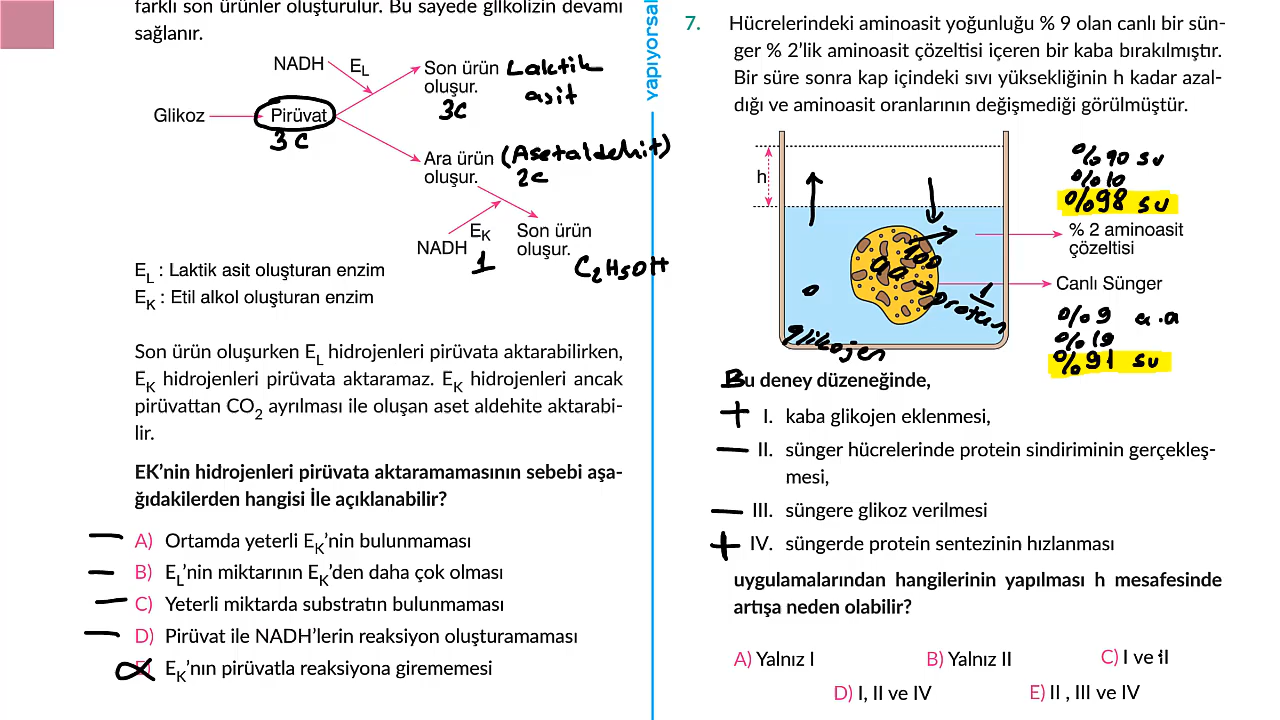 farklı son ürünler oluşturulur. Bu sayede glikolizin devamı
sağlanır.
NADH
EL
Son ürün
oluşur.
Laktik
asit
3C
Glikoz
Pirüvat
3C
Ara ürün
oluşur.
(Asetaldehit)
2C
NADH
EK
1
Son ürün
oluşur.
C2H5OH
EL : Laktik asit oluşturan enzim
EK : Etil alkol oluşturan enzim
Son ürün oluşurken EL hidrojenleri pirüvata aktarabilirken,
EK hidrojenleri pirüvata aktaramaz. EK hidrojenleri ancak
pirüvattan CO2 ayrılması ile oluşan aset aldehite aktarabi-
lir.
EK’nin hidrojenleri pirüvata aktaramamasının sebebi aşa-
ğıdakilerden hangisi İle açıklanabilir?
A) Ortamda yeterli EK’nin bulunmaması
B) EL’nin miktarının EK’den daha çok olması
C) Yeterli miktarda substratın bulunmaması
D) Pirüvat ile NADH’lerin reaksiyon oluşturamaması
E) EK’nın pirüvatla reaksiyona girememesi
yapıyorsal
7. Hücrelerindeki aminoasit yoğunluğu % 9 olan canlı bir sün-
ger % 2’lik aminoasit çözeltisi içeren bir kaba bırakılmıştır.
Bir süre sonra kap içindeki sıvı yüksekliğinin h kadar azal-
dığı ve aminoasit oranlarının değişmediği görülmüştür.
h
%90 su
%10
%98 su
% 2 aminoasit
çözeltisi
Canlı Sünger
100
1
protein
glikojen
%9 a.a
%19
%91 su
Bu deney düzeneğinde,
+ I. kaba glikojen eklenmesi,
— II. sünger hücrelerinde protein sindiriminin gerçekleş-
mesi,
— III. süngere glikoz verilmesi
+ IV. süngerde protein sentezinin hızlanması
uygulamalarından hangilerinin yapılması h mesafesinde
artışa neden olabilir?
A) Yalnız I
B) Yalnız II
C) I ve II
D) I, II ve IV
E) II , III ve IV